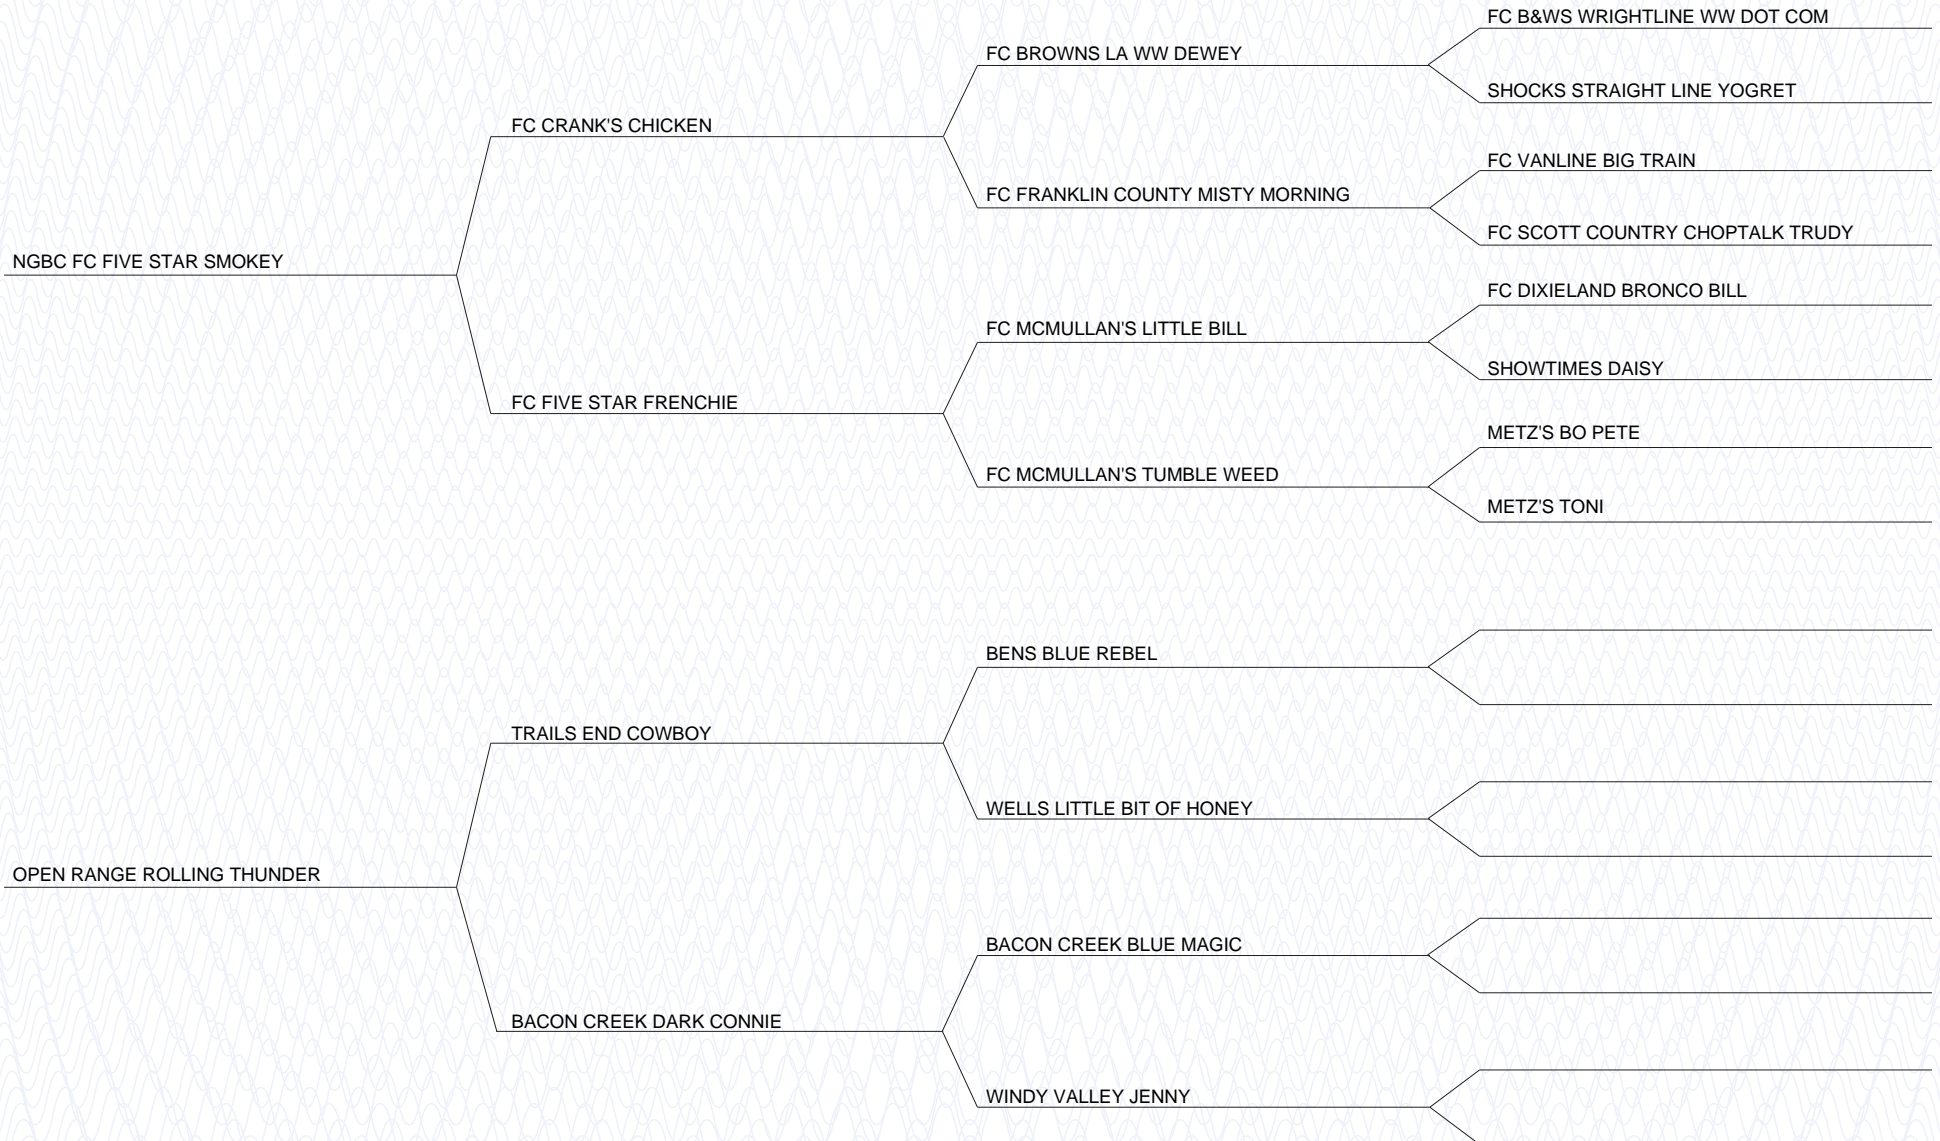 FC B&WS WRIGHTLINE WW DOT COM
FC BROWNS LA WW DEWEY
SHOCKS STRAIGHT LINE YOGRET
FC CRANK'S CHICKEN
FC VANLINE BIG TRAIN
FC FRANKLIN COUNTY MISTY MORNING
FC SCOTT COUNTRY CHOPTALK TRUDY
NGBC FC FIVE STAR SMOKEY
FC DIXIELAND BRONCO BILL
FC MCMULLAN'S LITTLE BILL
SHOWTIMES DAISY
FC FIVE STAR FRENCHIE
METZ'S BO PETE
FC MCMULLAN'S TUMBLE WEED
METZ'S TONI
BENS BLUE REBEL
TRAILS END COWBOY
WELLS LITTLE BIT OF HONEY
OPEN RANGE ROLLING THUNDER
BACON CREEK BLUE MAGIC
BACON CREEK DARK CONNIE
WINDY VALLEY JENNY